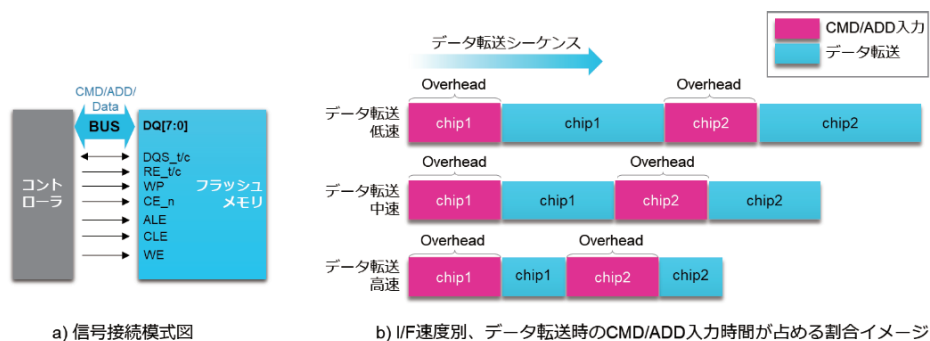 CMD/ADD入力
データ転送
データ転送シーケンス
CMD/ADD/
Data
BUS
DQ[7:0]
DQS_t/c
RE_t/c
WP
CE_n
ALE
CLE
WE
コント
ローラ
フラッシュ
メモリ
Overhead
Overhead
データ転送
低速
chip1
chip1
chip2
chip2
Overhead
Overhead
データ転送
中速
chip1
chip1
chip2
chip2
Overhead
Overhead
データ転送
高速
chip1
chip1
chip2
chip2
a) 信号接続模式図
b) I/F速度別、データ転送時のCMD/ADD入力時間が占める割合イメージ